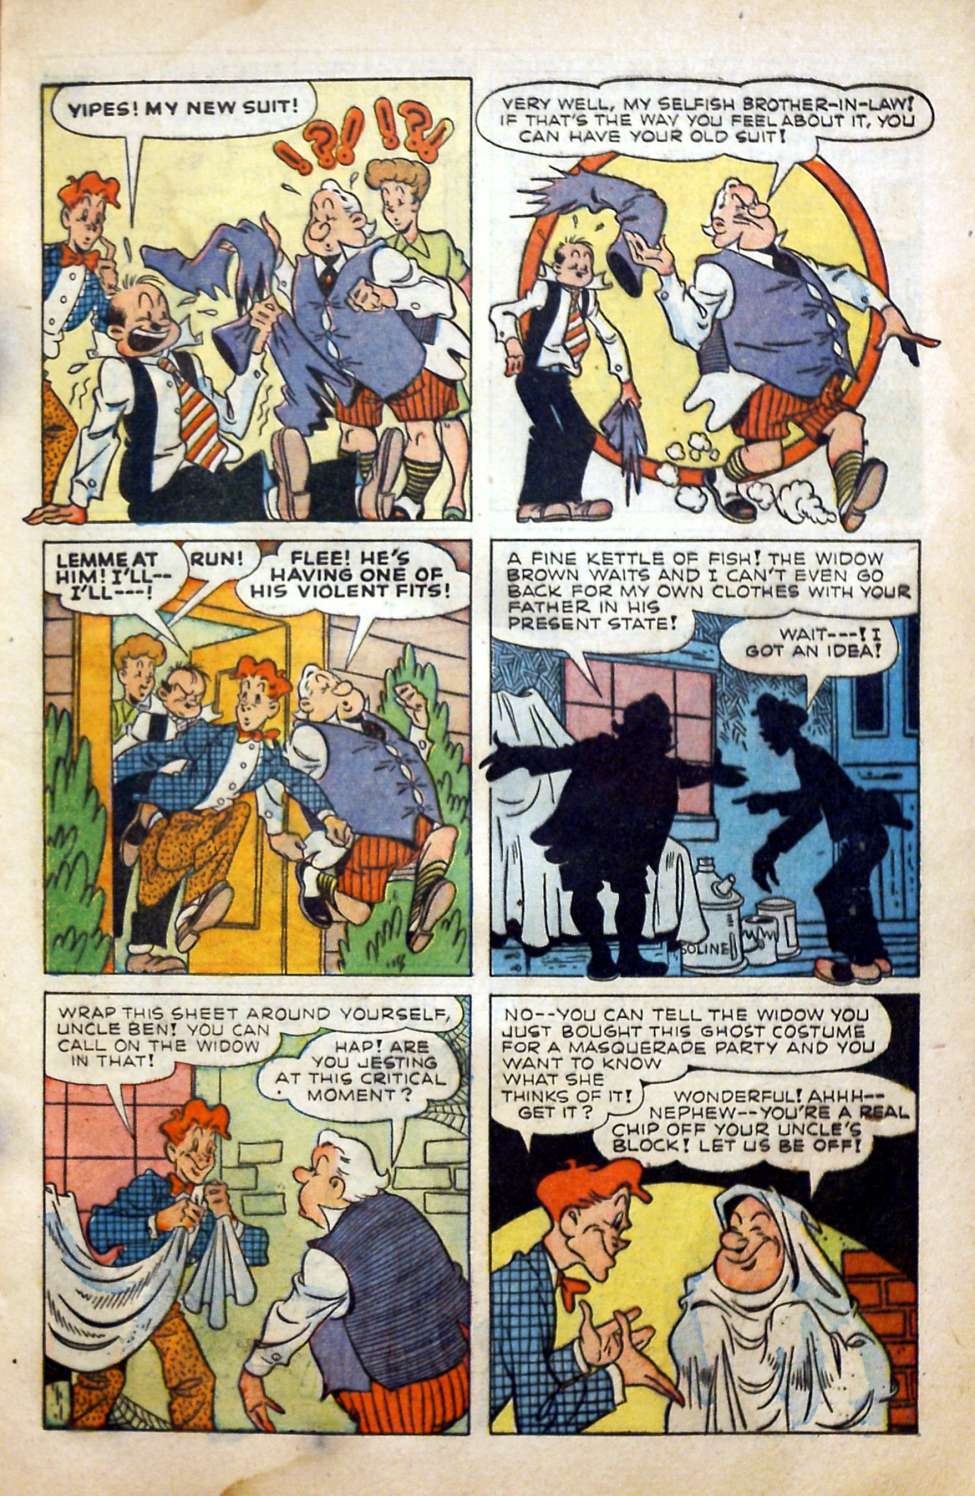 YIPES! MY NEW SUIT!
!?! !?!
VERY WELL, MY SELFISH BROTHER-IN-LAW!
IF THAT'S THE WAY YOU FEEL ABOUT IT, YOU
CAN HAVE YOUR OLD SUIT!
LEMME AT
HIM! I'LL--
I'LL---!
RUN!
FLEE! HE'S
HAVING ONE OF
HIS VIOLENT FITS!
A FINE KETTLE OF FISH! THE WIDOW
BROWN WAITS AND I CAN'T EVEN GO
BACK FOR MY OWN CLOTHES WITH YOUR
FATHER IN HIS
PRESENT STATE!
WAIT---! I
GOT AN IDEA!
SOLINE
WRAP THIS SHEET AROUND YOURSELF,
UNCLE BEN! YOU CAN
CALL ON THE WIDOW
IN THAT!
HAP! ARE
YOU JESTING
AT THIS CRITICAL
MOMENT?
NO--YOU CAN TELL THE WIDOW YOU
JUST BOUGHT THIS GHOST COSTUME
FOR A MASQUERADE PARTY AND YOU
WANT TO KNOW
WHAT SHE
THINKS OF IT!
GET IT?
WONDERFUL! AHHH--
NEPHEW--YOU'RE A REAL
CHIP OFF YOUR UNCLE'S
BLOCK! LET US BE OFF!